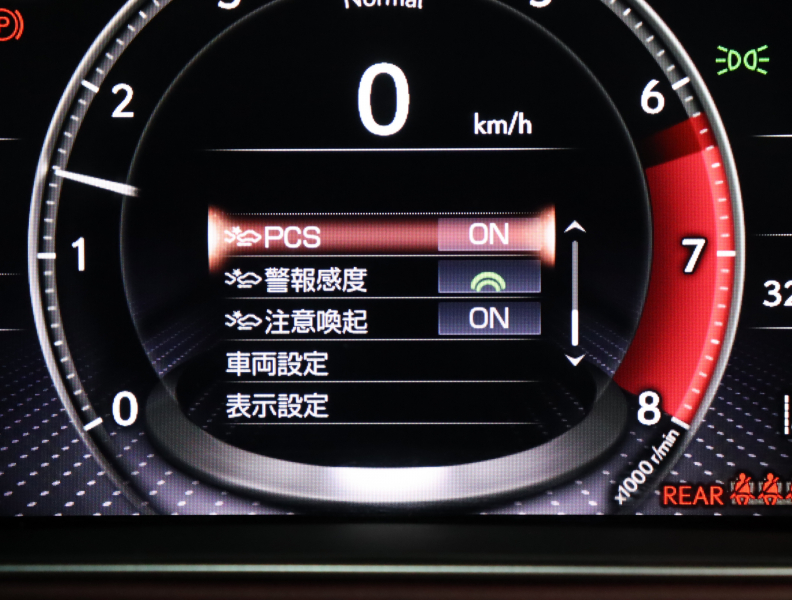 Normal
0
km/h
2
6
1
7
0
8
PCS ON
警報感度
注意喚起 ON
車両設定
表示設定
x1000 r/min
REAR
32
P